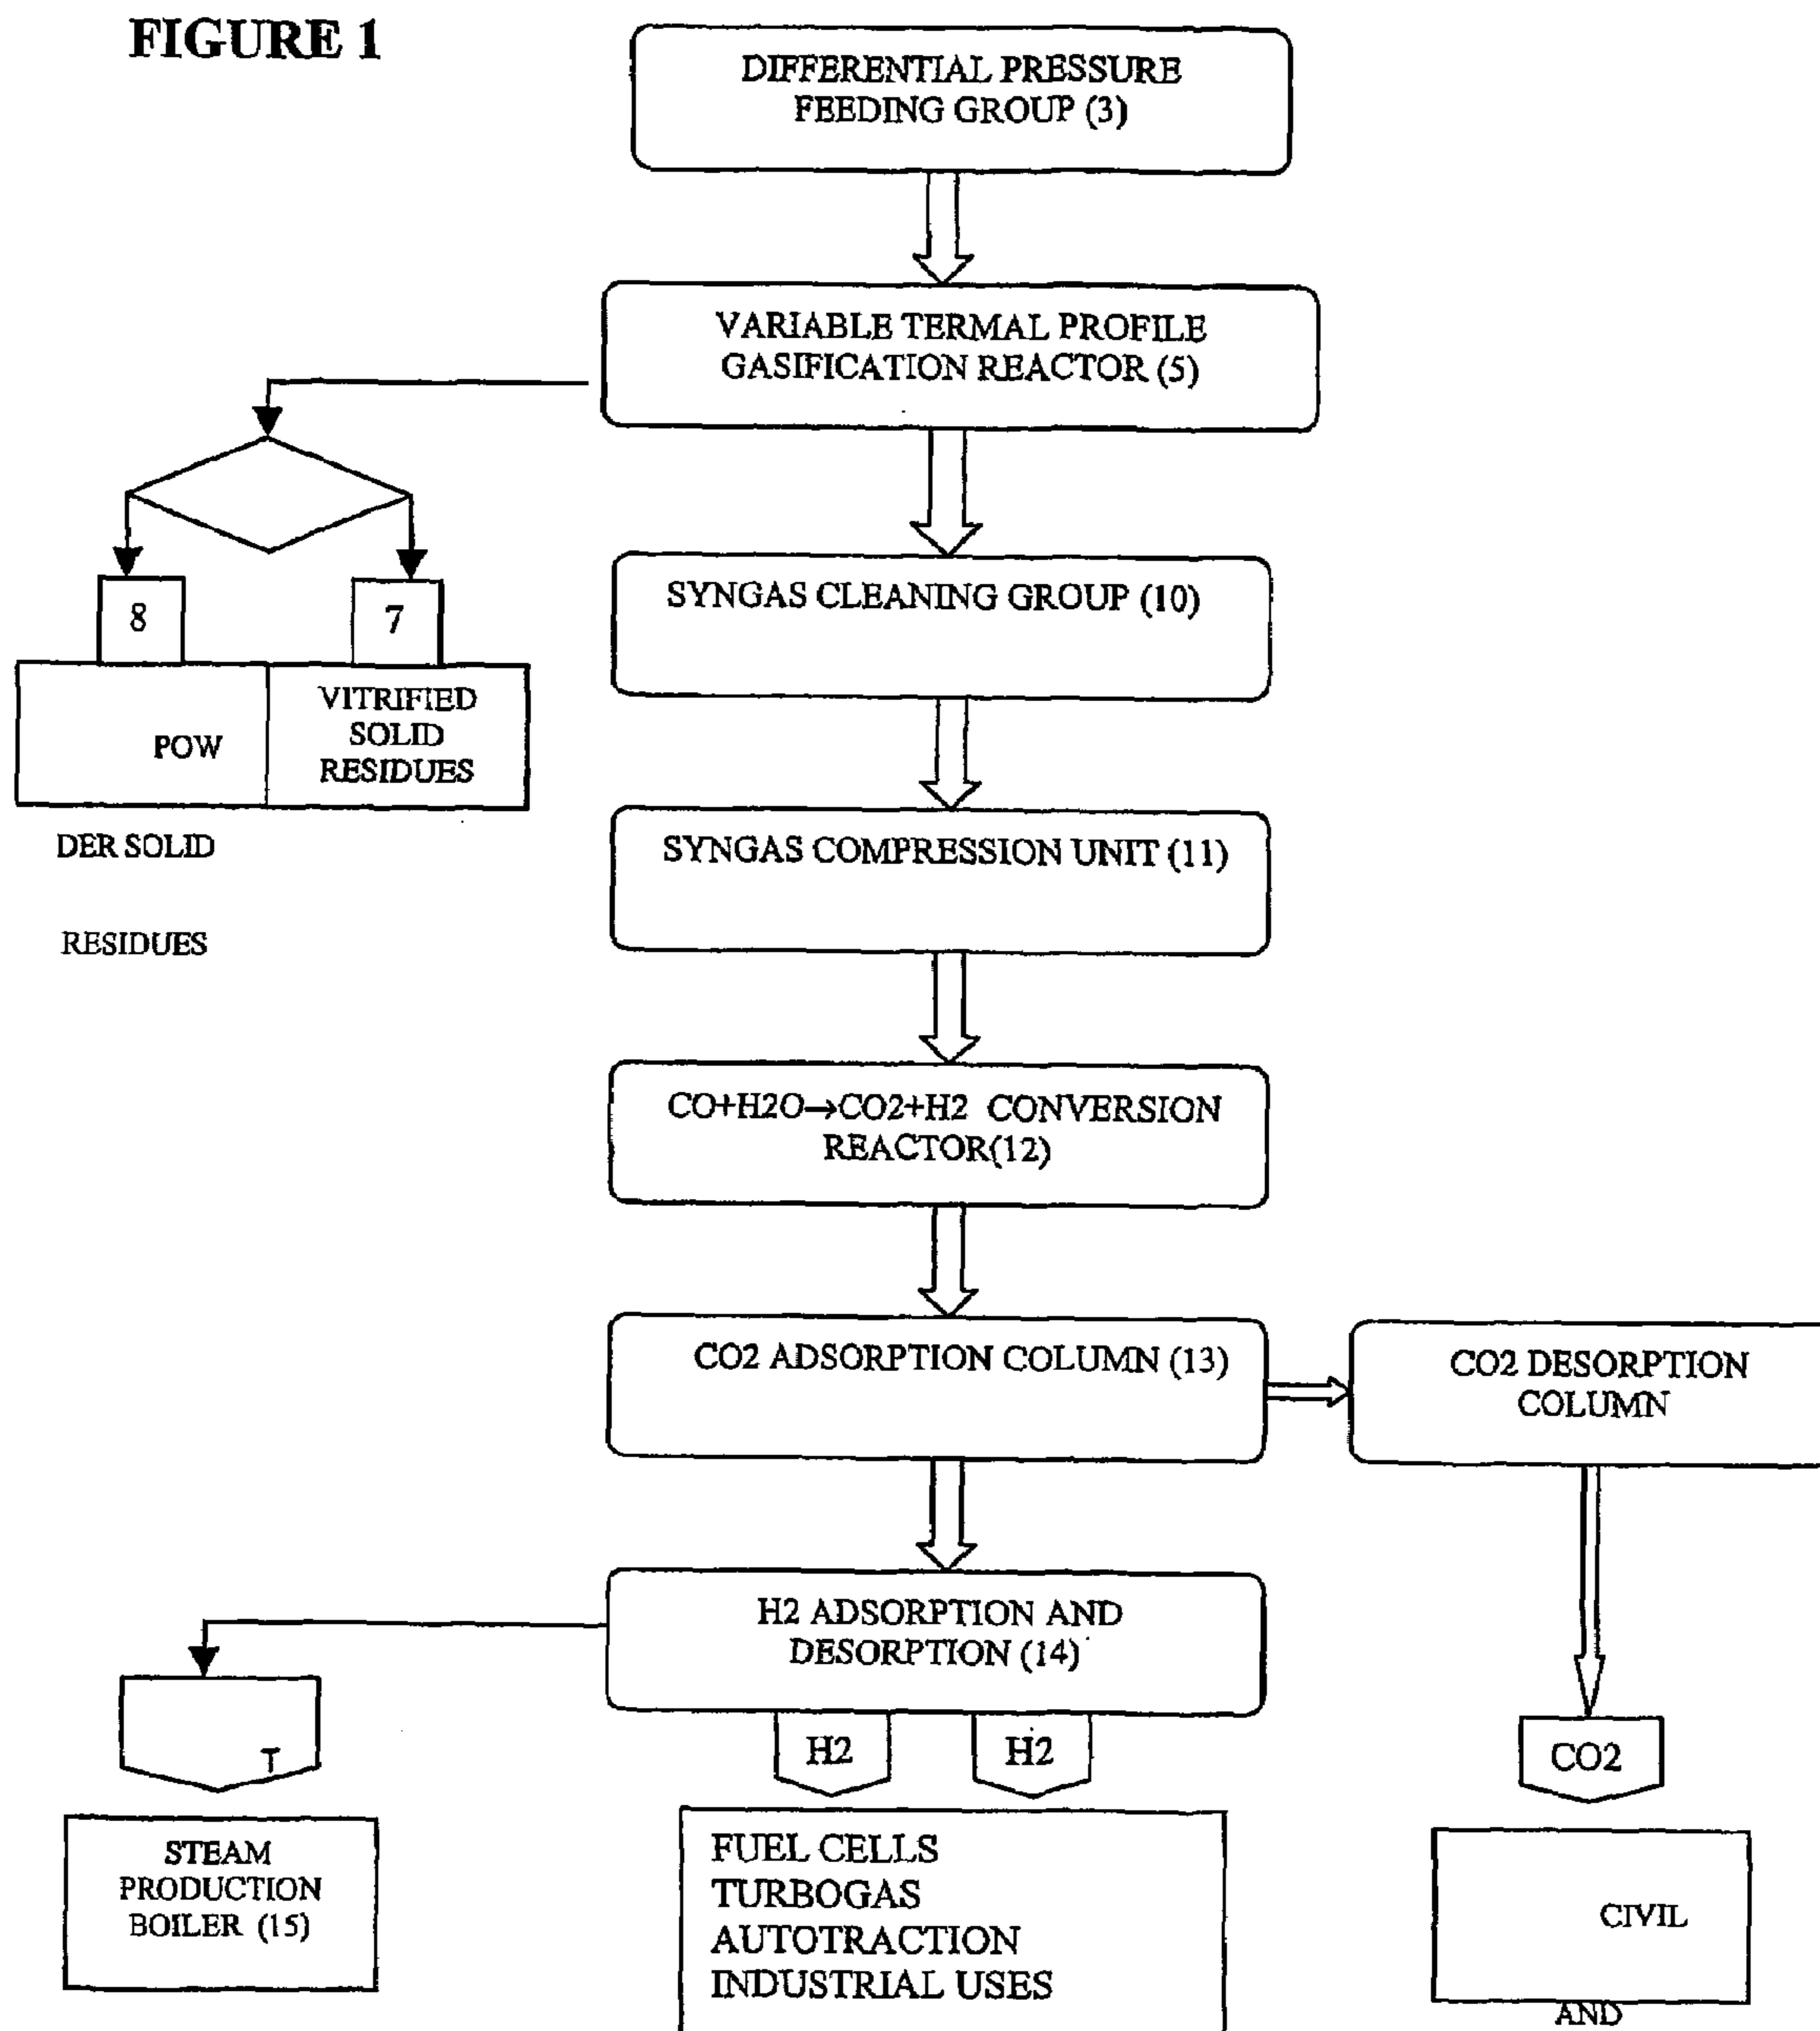 FIGURE 1
DIFFERENTIAL PRESSURE
FEEDING GROUP (3)
VARIABLE TERMAL PROFILE
GASIFICATION REACTOR (5)
8
7
POW
VITRIFIED
SOLID
RESIDUES
DER SOLID
RESIDUES
SYNGAS CLEANING GROUP (10)
SYNGAS COMPRESSION UNIT (11)
CO+H2O→CO2+H2 CONVERSION
REACTOR(12)
CO2 ADSORPTION COLUMN (13)
CO2 DESORPTION
COLUMN
H2 ADSORPTION AND
DESORPTION (14)
T
H2
H2
CO2
STEAM
PRODUCTION
BOILER (15)
FUEL CELLS
TURBOGAS
AUTOTRACTION
INDUSTRIAL USES
CIVIL
AND